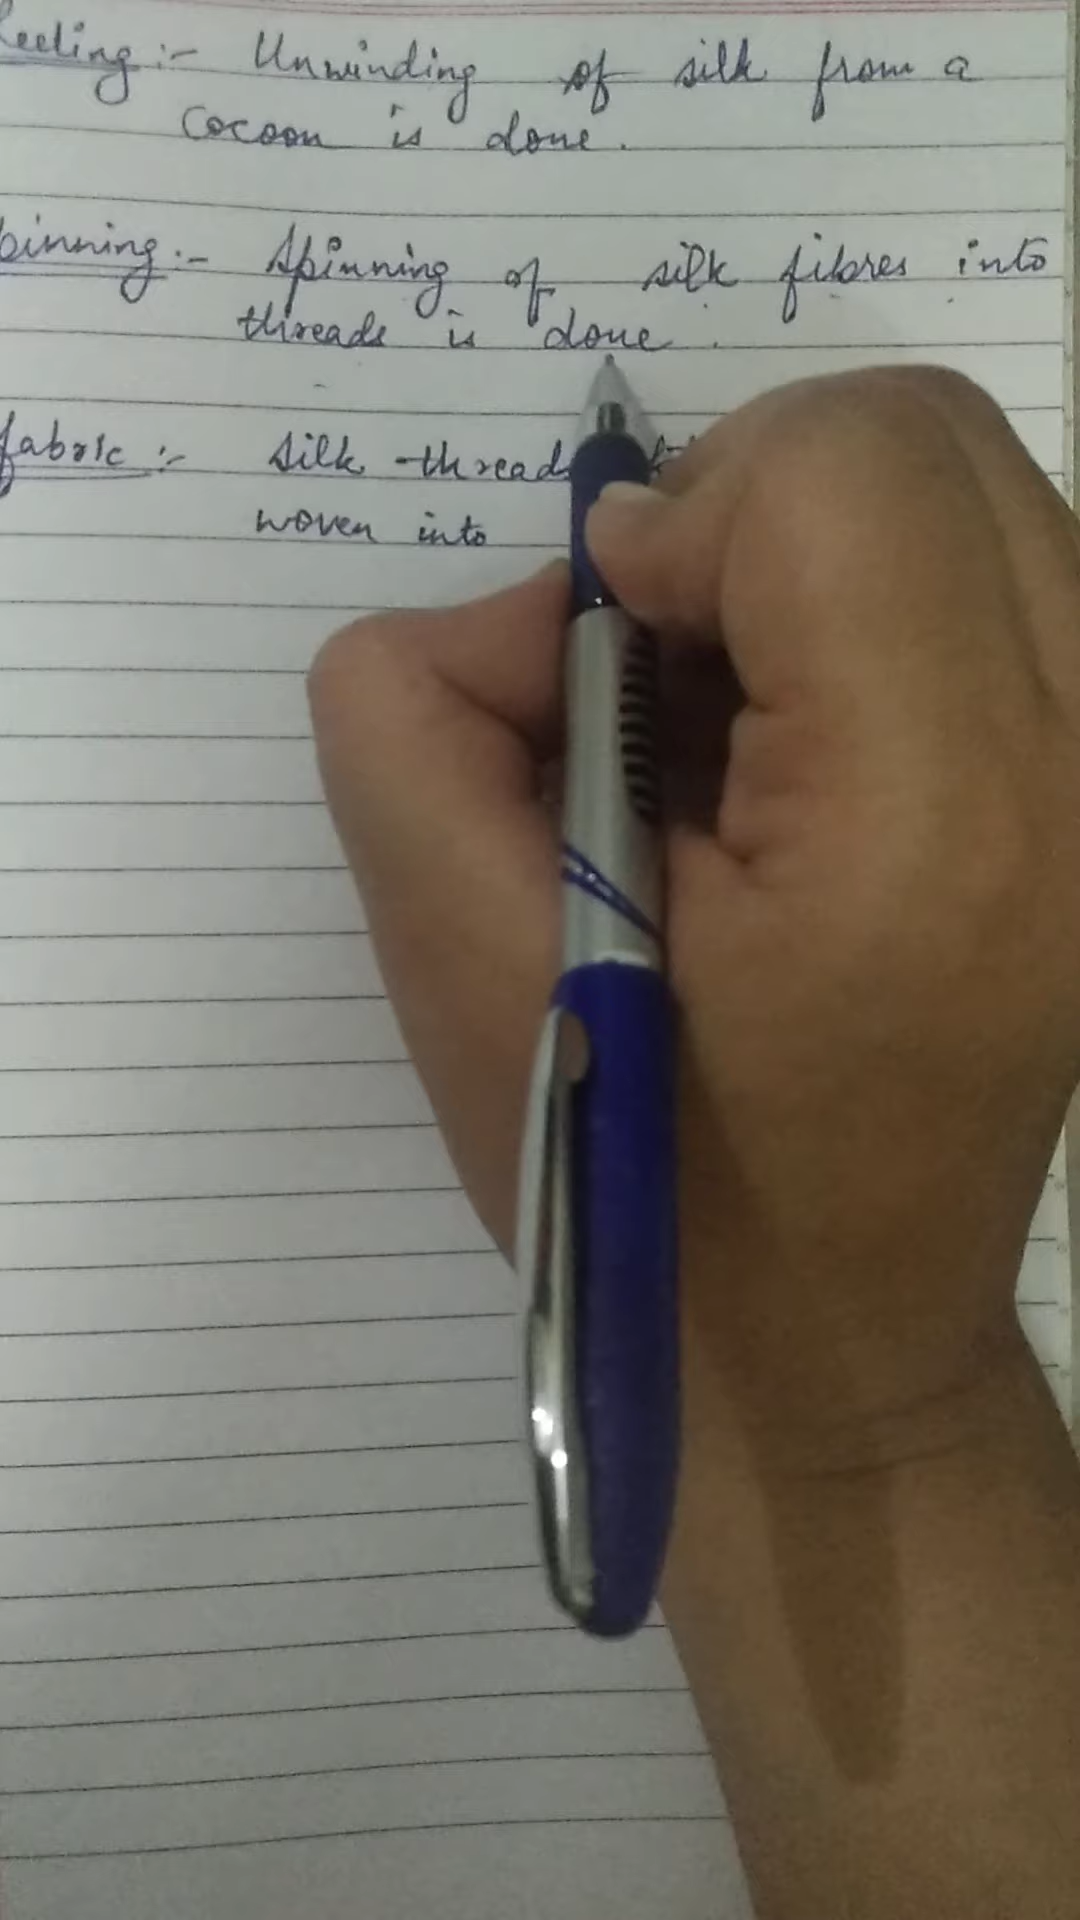 eeling :- Unwinding of silk from a
cocoon is done.
pinning :- Spinning of silk fibres into
threads is done.
fabric :- Silk thread
woven into